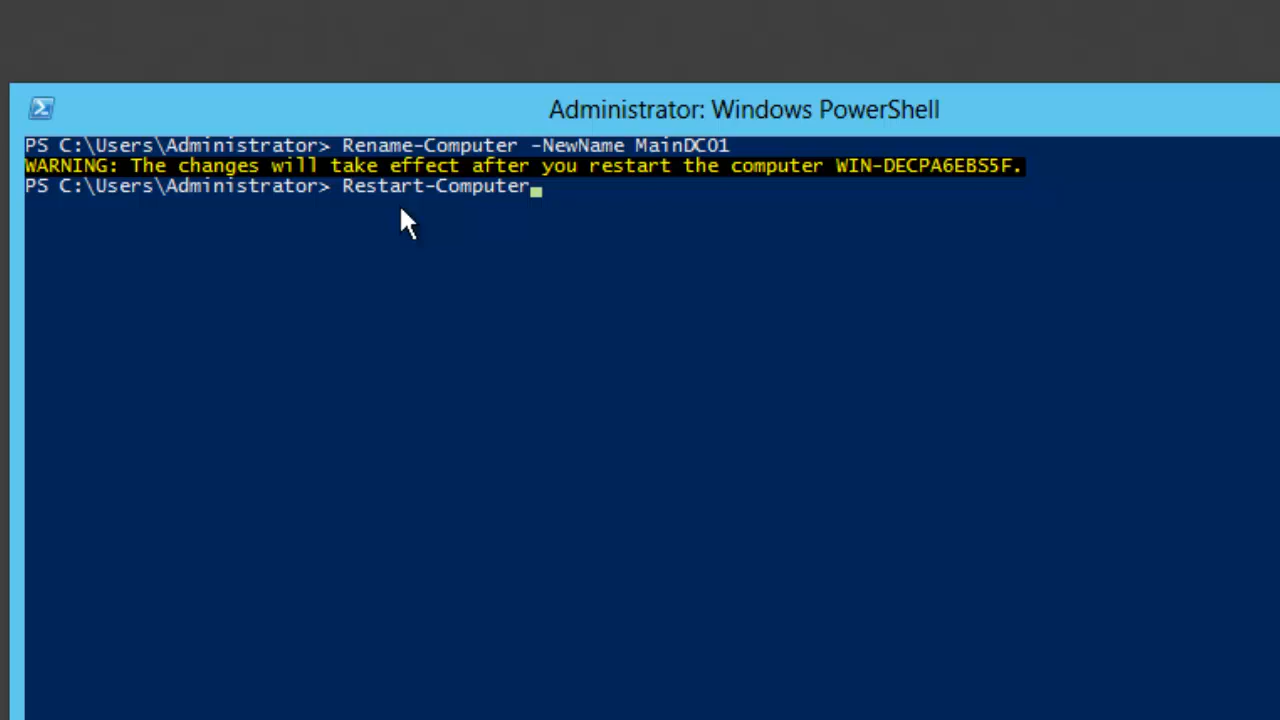 Administrator: Windows PowerShell
PS C:\Users\Administrator> Rename-Computer -NewName MainDC01
WARNING: The changes will take effect after you restart the computer WIN-DECPA6EBS5F.
PS C:\Users\Administrator> Restart-Computer